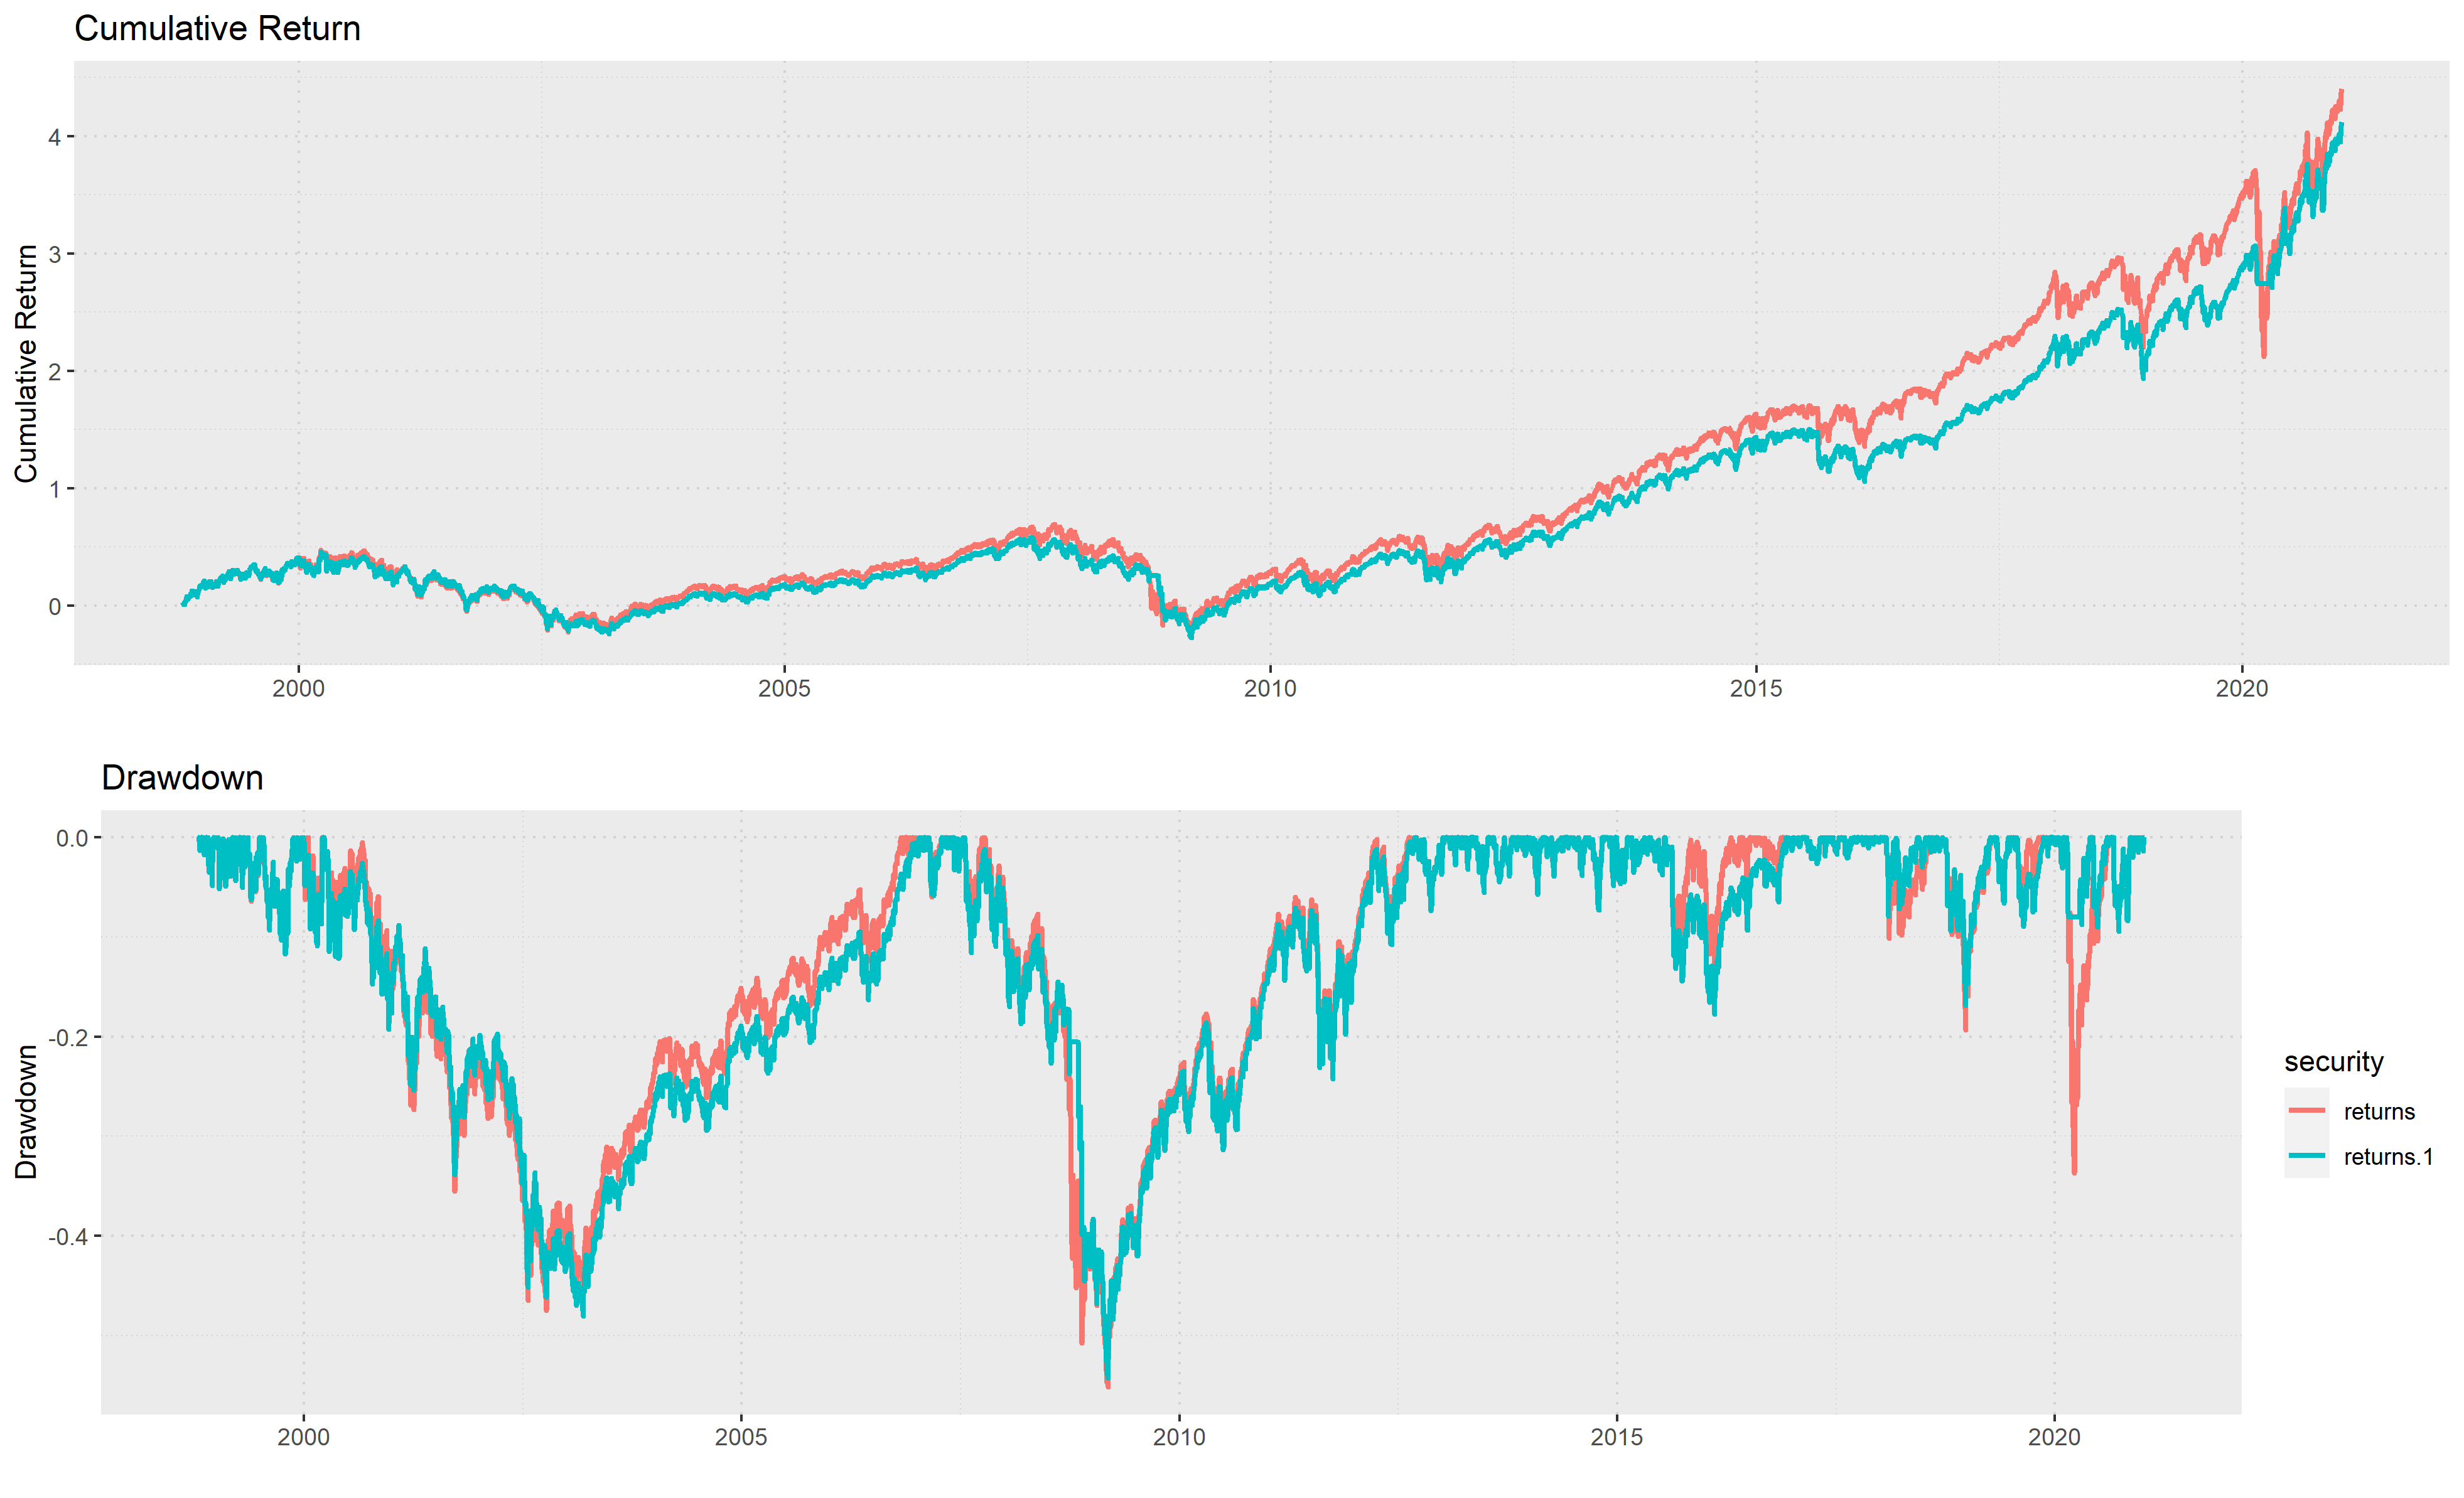 Cumulative Return
Cumulative Return
4
3
2
1
0
2000 2005 2010 2015 2020
Drawdown
Drawdown
0.0
-0.2
-0.4
2000 2005 2010 2015 2020
security
returns
returns.1